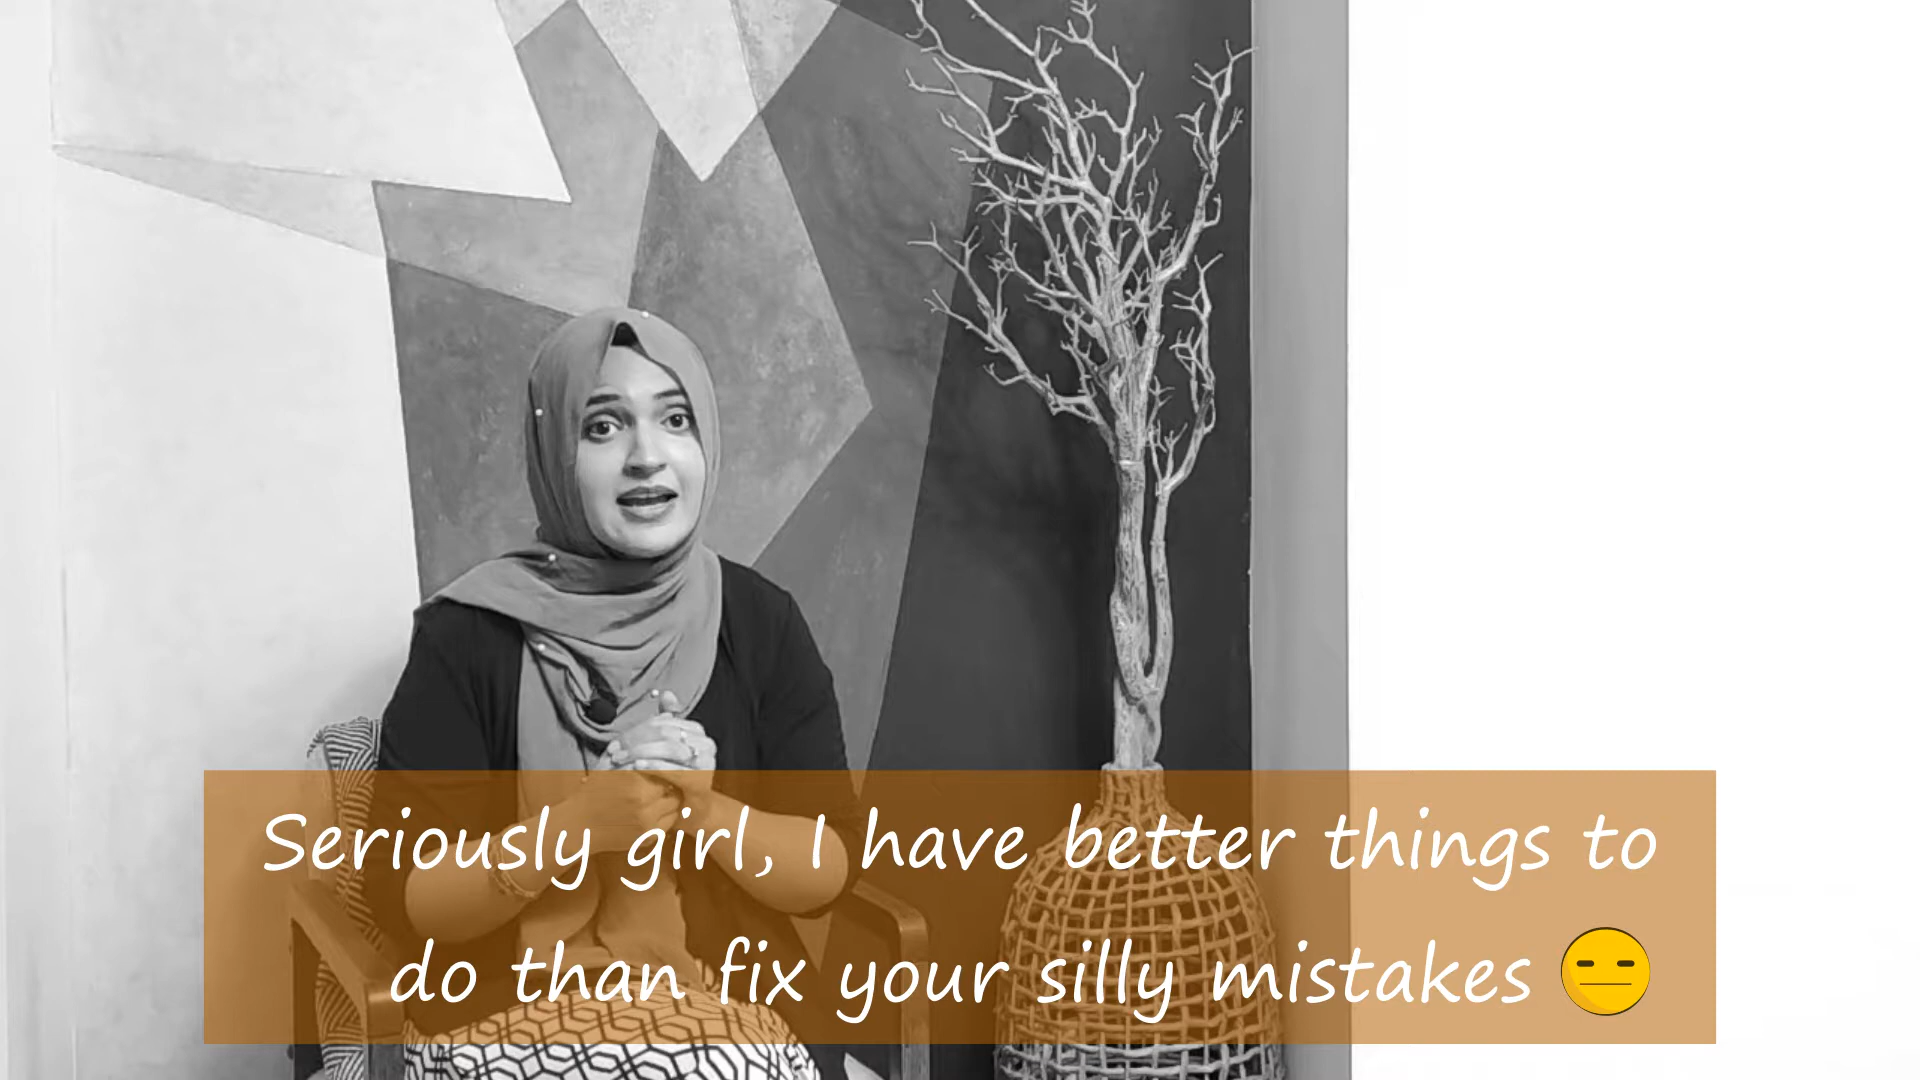 Seriously girl, I have better things to
do than fix your silly mistakes 😑